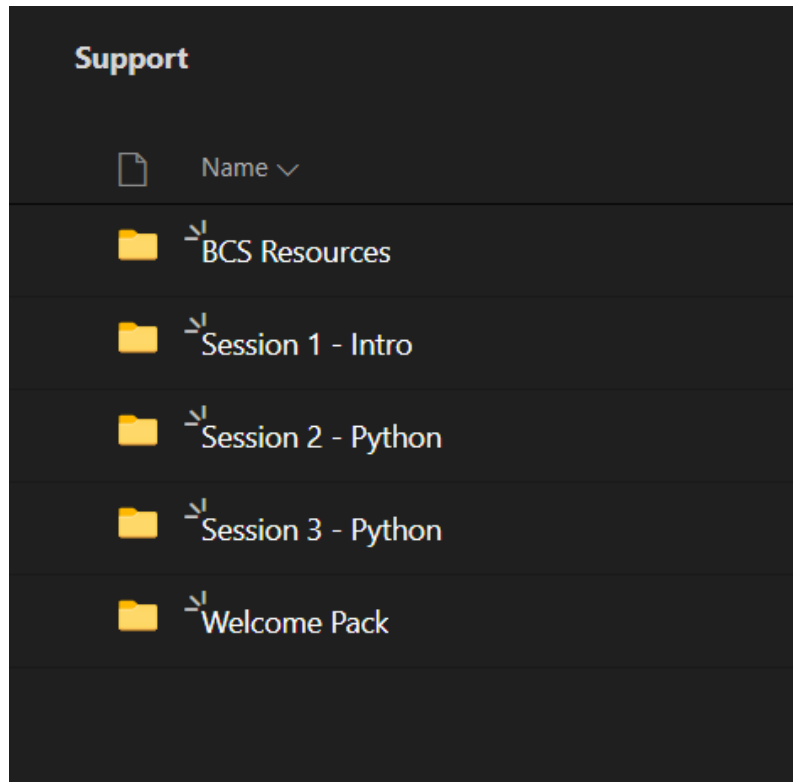 Support
Name
BCS Resources
Session 1 - Intro
Session 2 - Python
Session 3 - Python
Welcome Pack